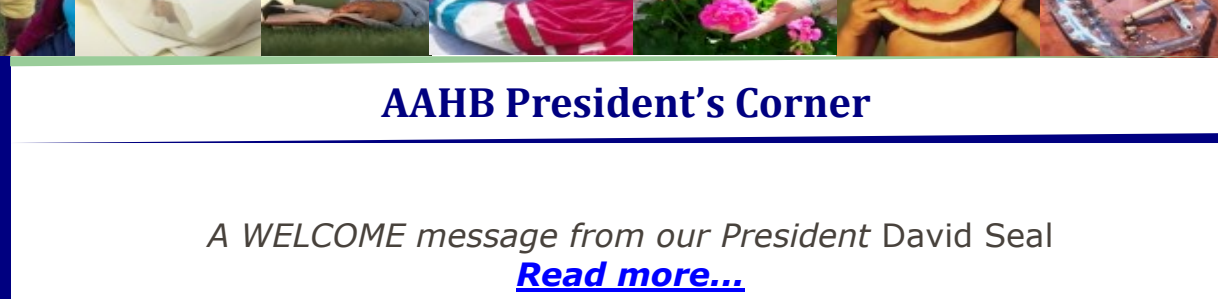 AAHB President’s Corner
A WELCOME message from our President David Seal
Read more...